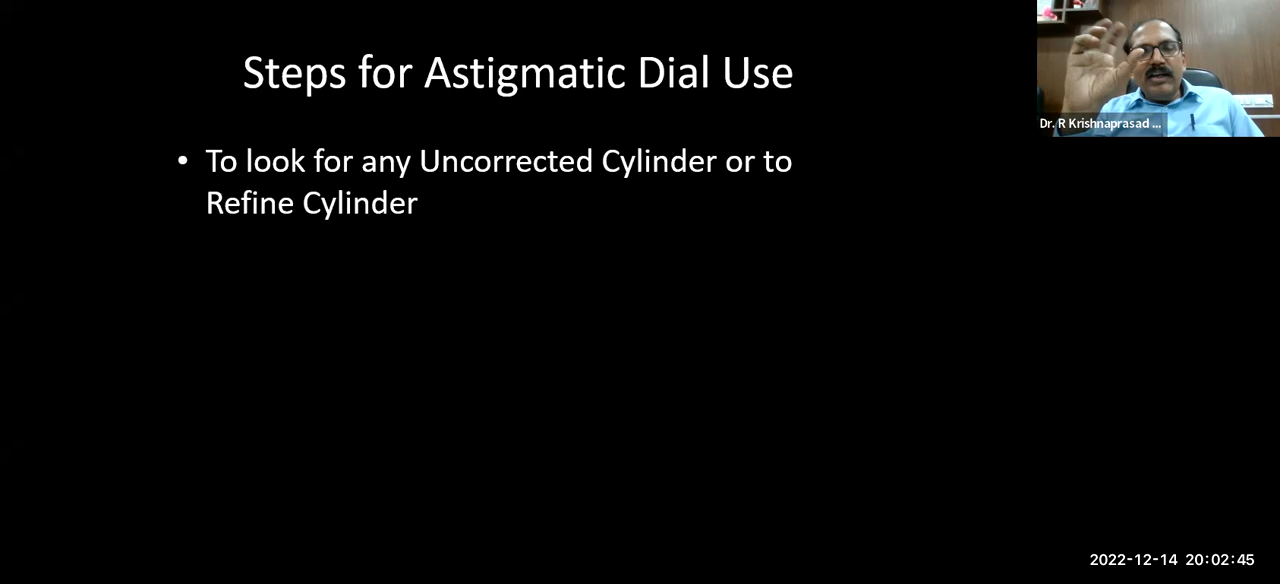 Steps for Astigmatic Dial Use
• To look for any Uncorrected Cylinder or to
Refine Cylinder
Dr. R Krishnaprasad ...
2022-12-14 20:02:45